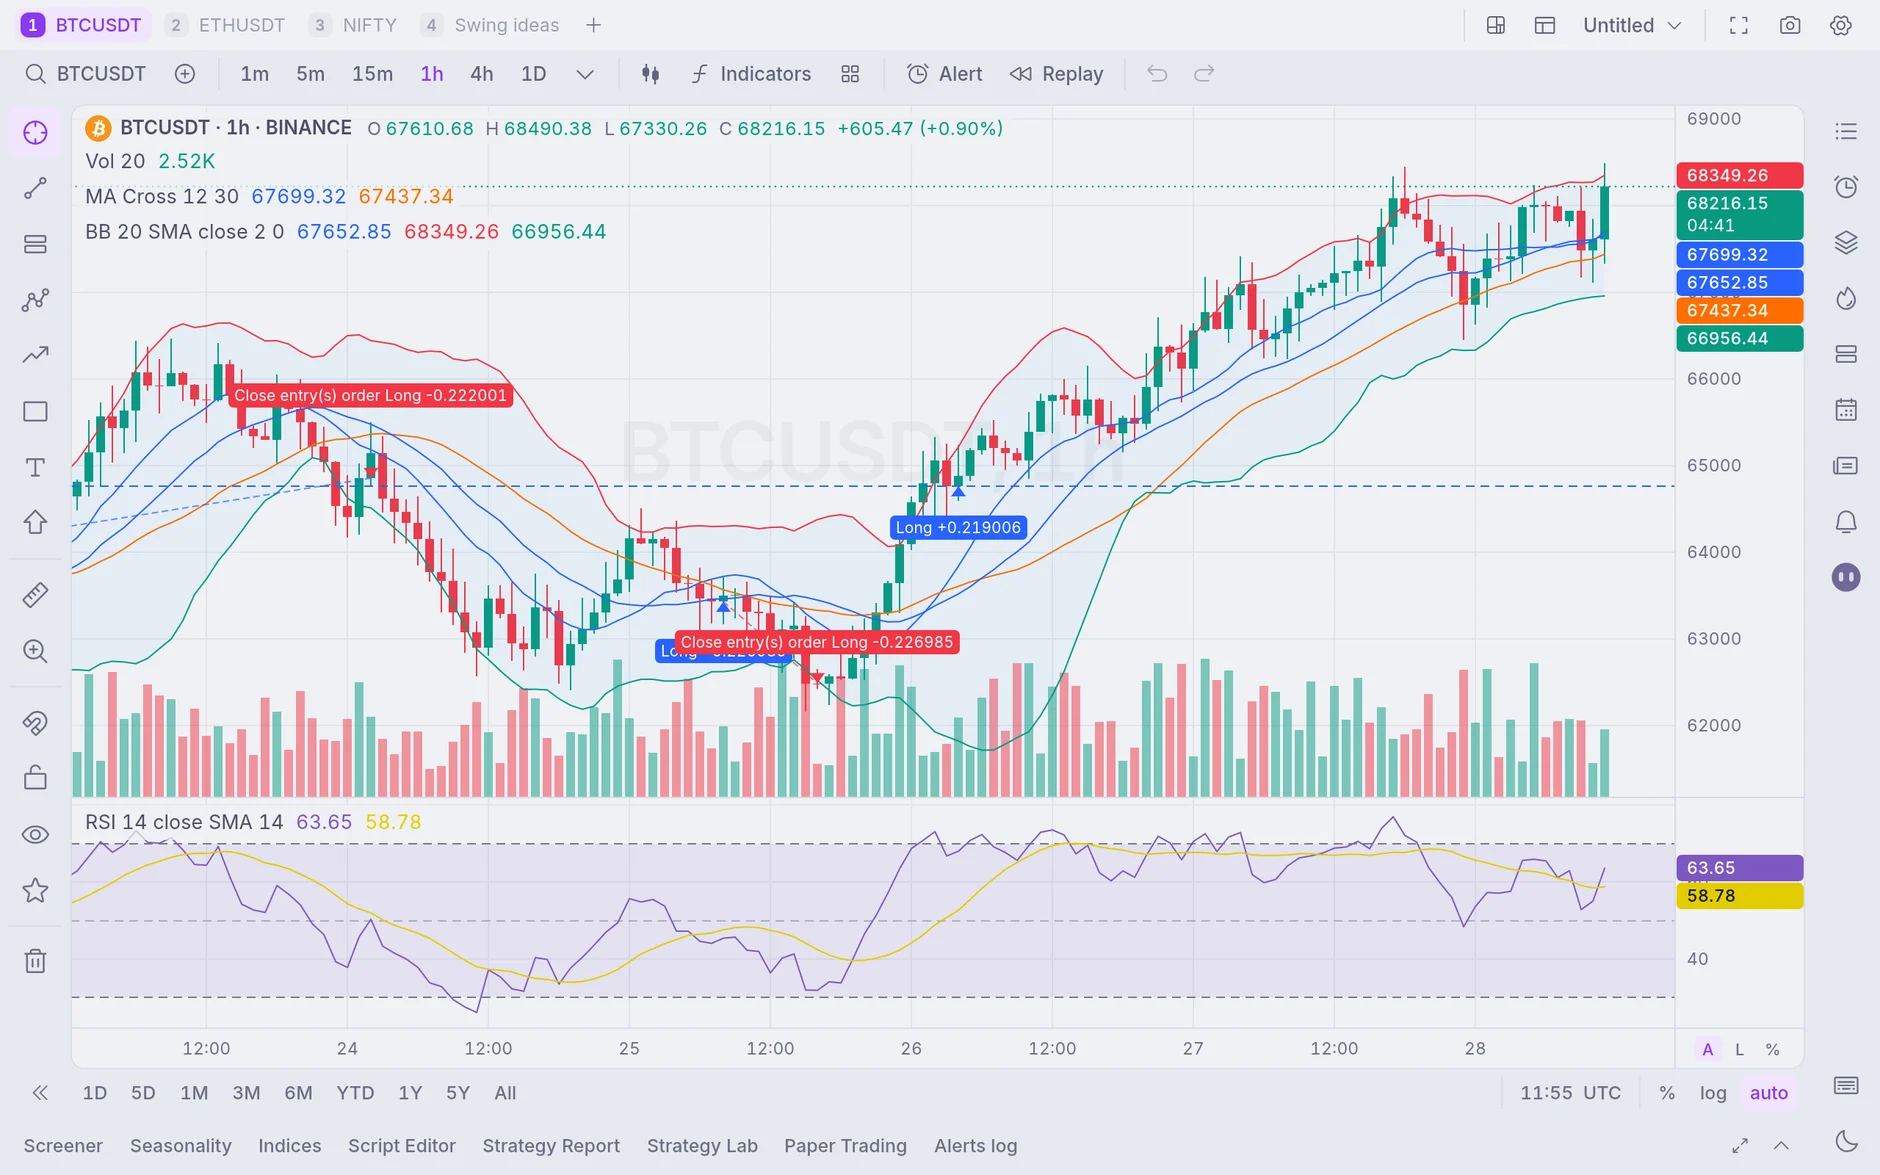 1 BTCUSDT 2 ETHUSDT 3 NIFTY 4 Swing ideas Untitled
BTCUSDT 1m 5m 15m 1h 4h 1D Indicators Alert Replay
BTCUSDT · 1h · BINANCE O 67610.68 H 68490.38 L 67330.26 C 68216.15 +605.47 (+0.90%)
Vol 20 2.52K
MA Cross 12 30 67699.32 67437.34
BB 20 SMA close 2 0 67652.85 68349.26 66956.44
69000
68349.26
68216.15
04:41
67699.32
67652.85
67437.34
66956.44
66000
65000
64000
63000
62000
BTCUSDT, 1h
Close entry(s) order Long -0.222001
Long +0.219006
Close entry(s) order Long -0.226985
RSI 14 close SMA 14 63.65 58.78
63.65
58.78
40
12:00 24 12:00 25 12:00 26 12:00 27 12:00 28 A L %
1D 5D 1M 3M 6M YTD 1Y 5Y All 11:55 UTC % log auto
Screener Seasonality Indices Script Editor Strategy Report Strategy Lab Paper Trading Alerts log